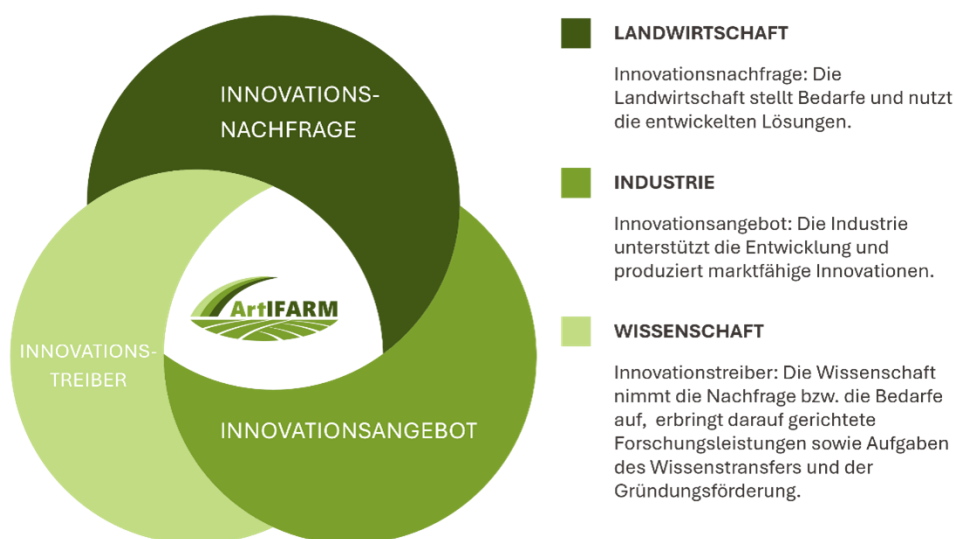 INNOVATIONS-
NACHFRAGE
ArtIFARM
INNOVATIONS-
TREIBER
INNOVATIONSANGEBOT
LANDWIRTSCHAFT
Innovationsnachfrage: Die
Landwirtschaft stellt Bedarfe und nutzt
die entwickelten Lösungen.
INDUSTRIE
Innovationsangebot: Die Industrie
unterstützt die Entwicklung und
produziert marktfähige Innovationen.
WISSENSCHAFT
Innovationstreiber: Die Wissenschaft
nimmt die Nachfrage bzw. die Bedarfe
auf, erbringt darauf gerichtete
Forschungsleistungen sowie Aufgaben
des Wissenstransfers und der
Gründungsförderung.